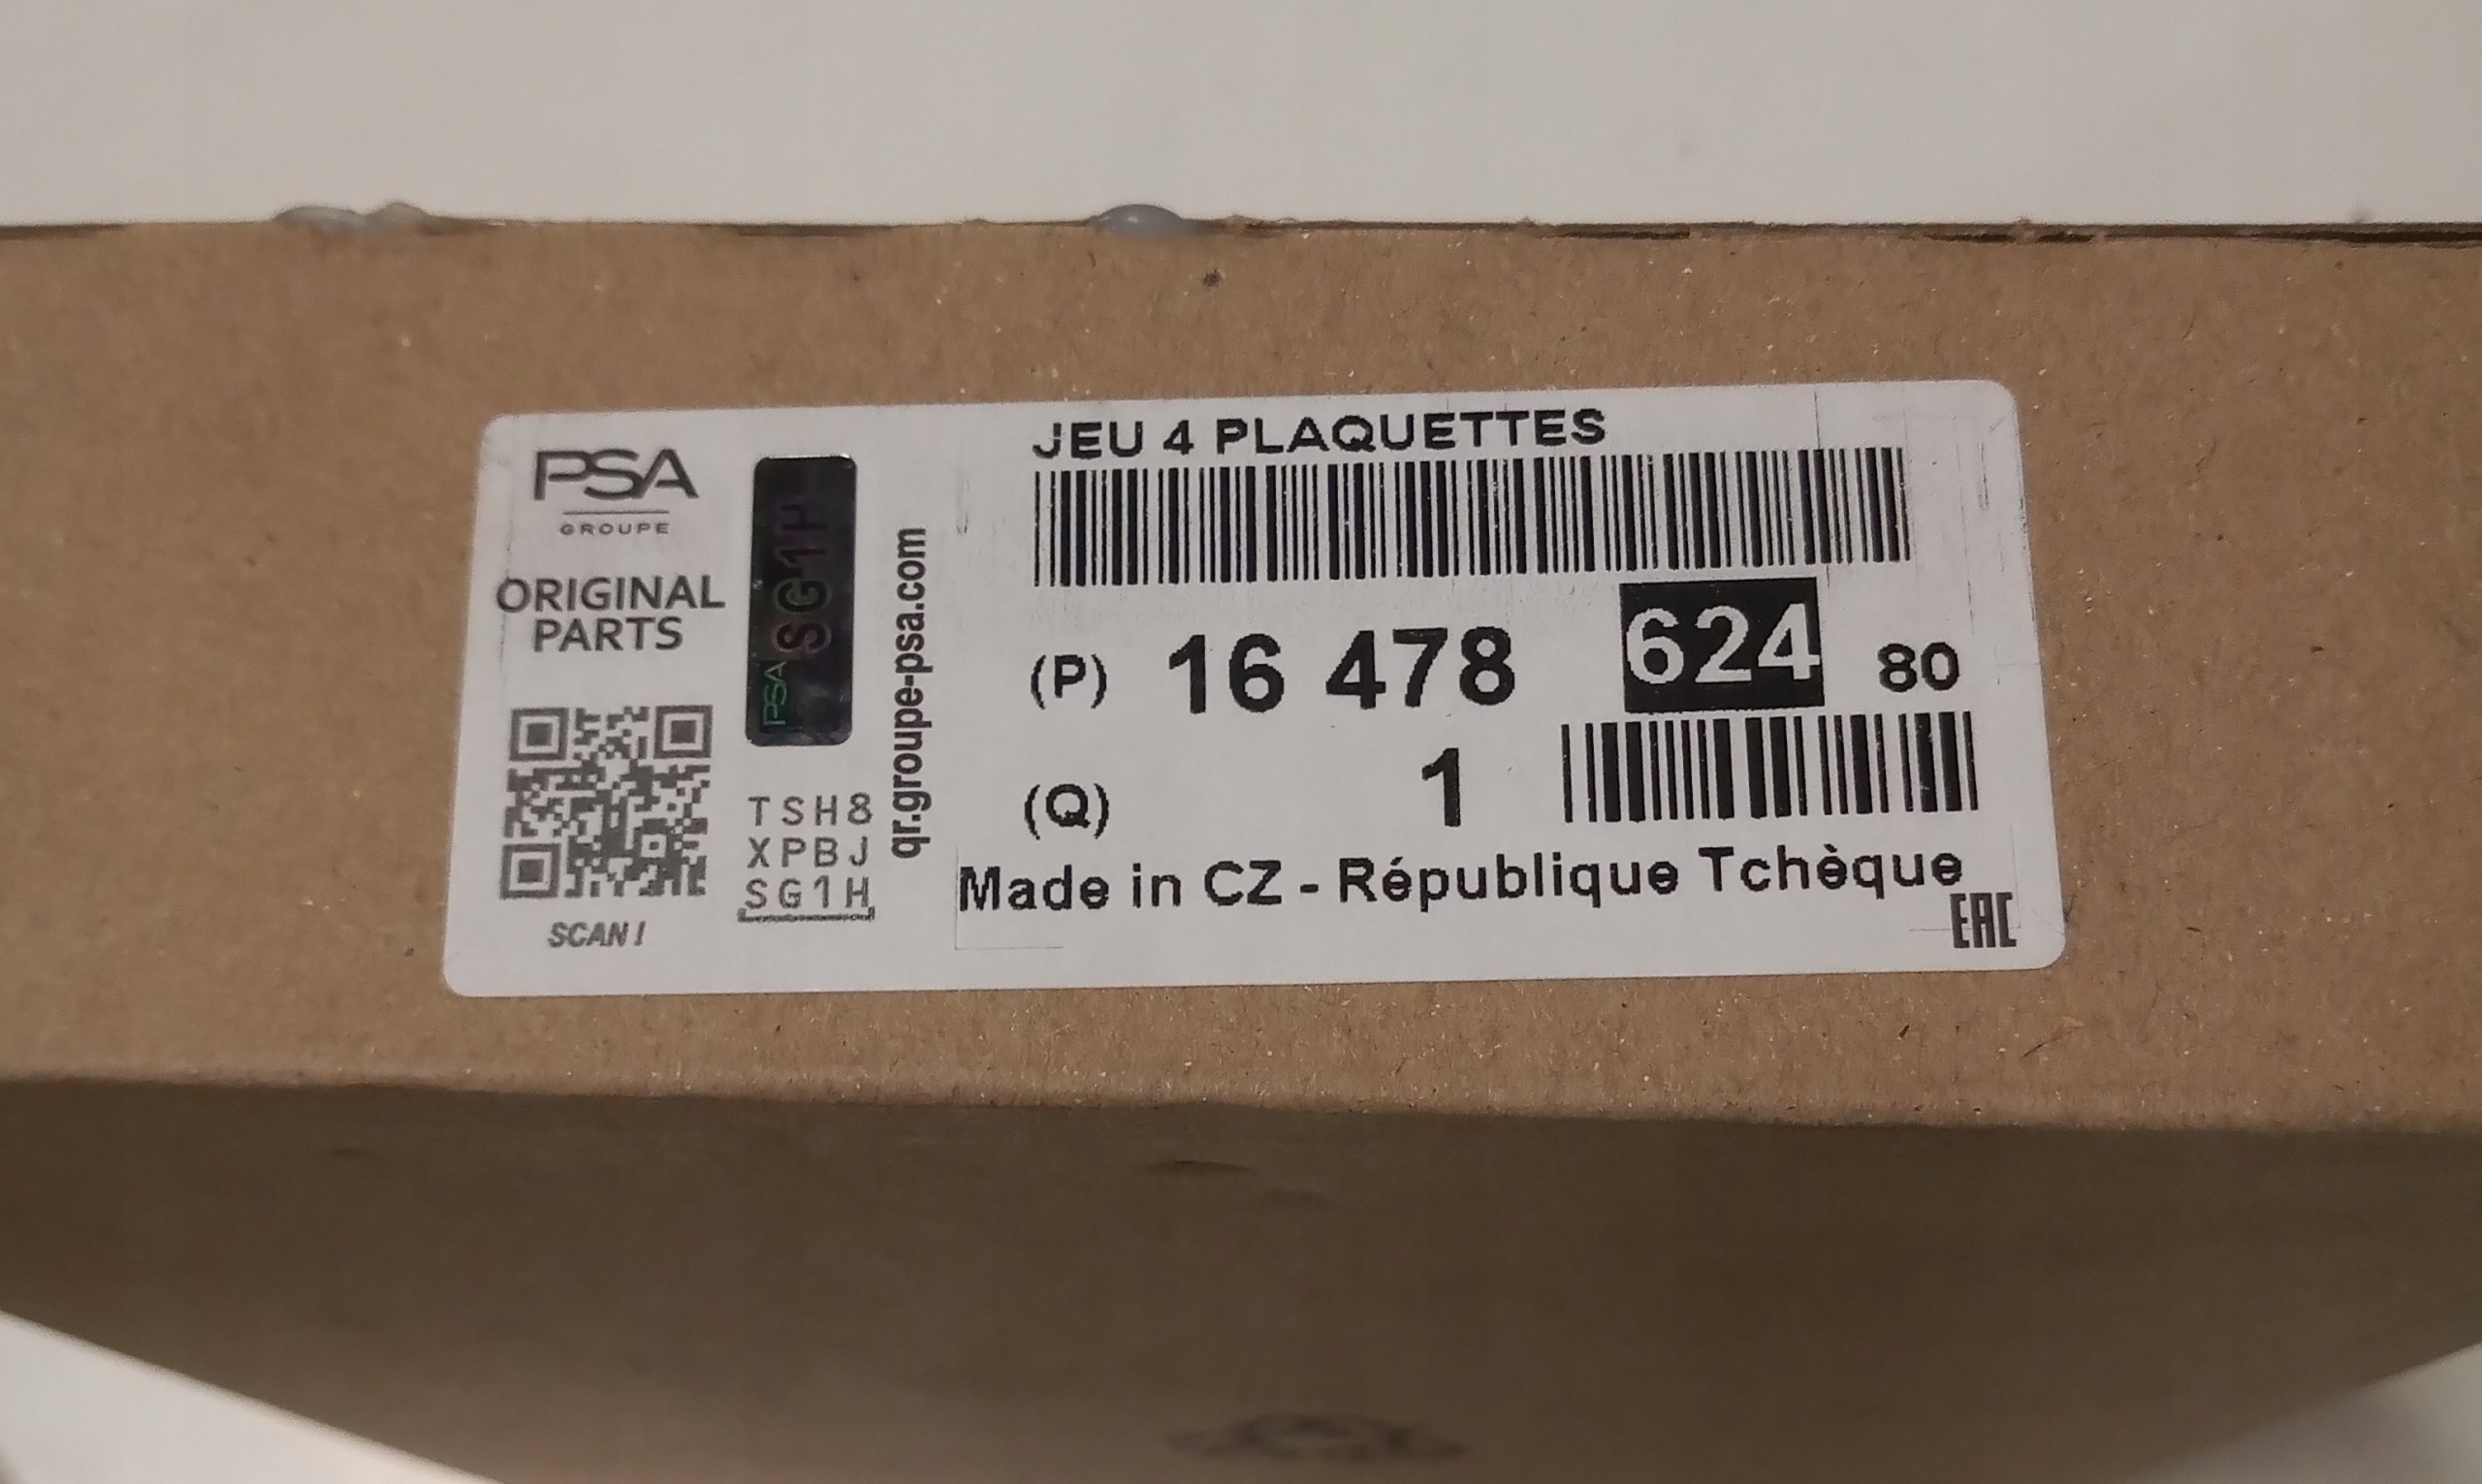 PSA
GROUPE
ORIGINAL
PARTS
SCAN!
PSA SG1H
TSH8
XPBJ
SG1H
qr.groupe-psa.com
JEU 4 PLAQUETTES
(P) 16 478 624 80
(Q) 1
Made in CZ - République Tchèque
EAC